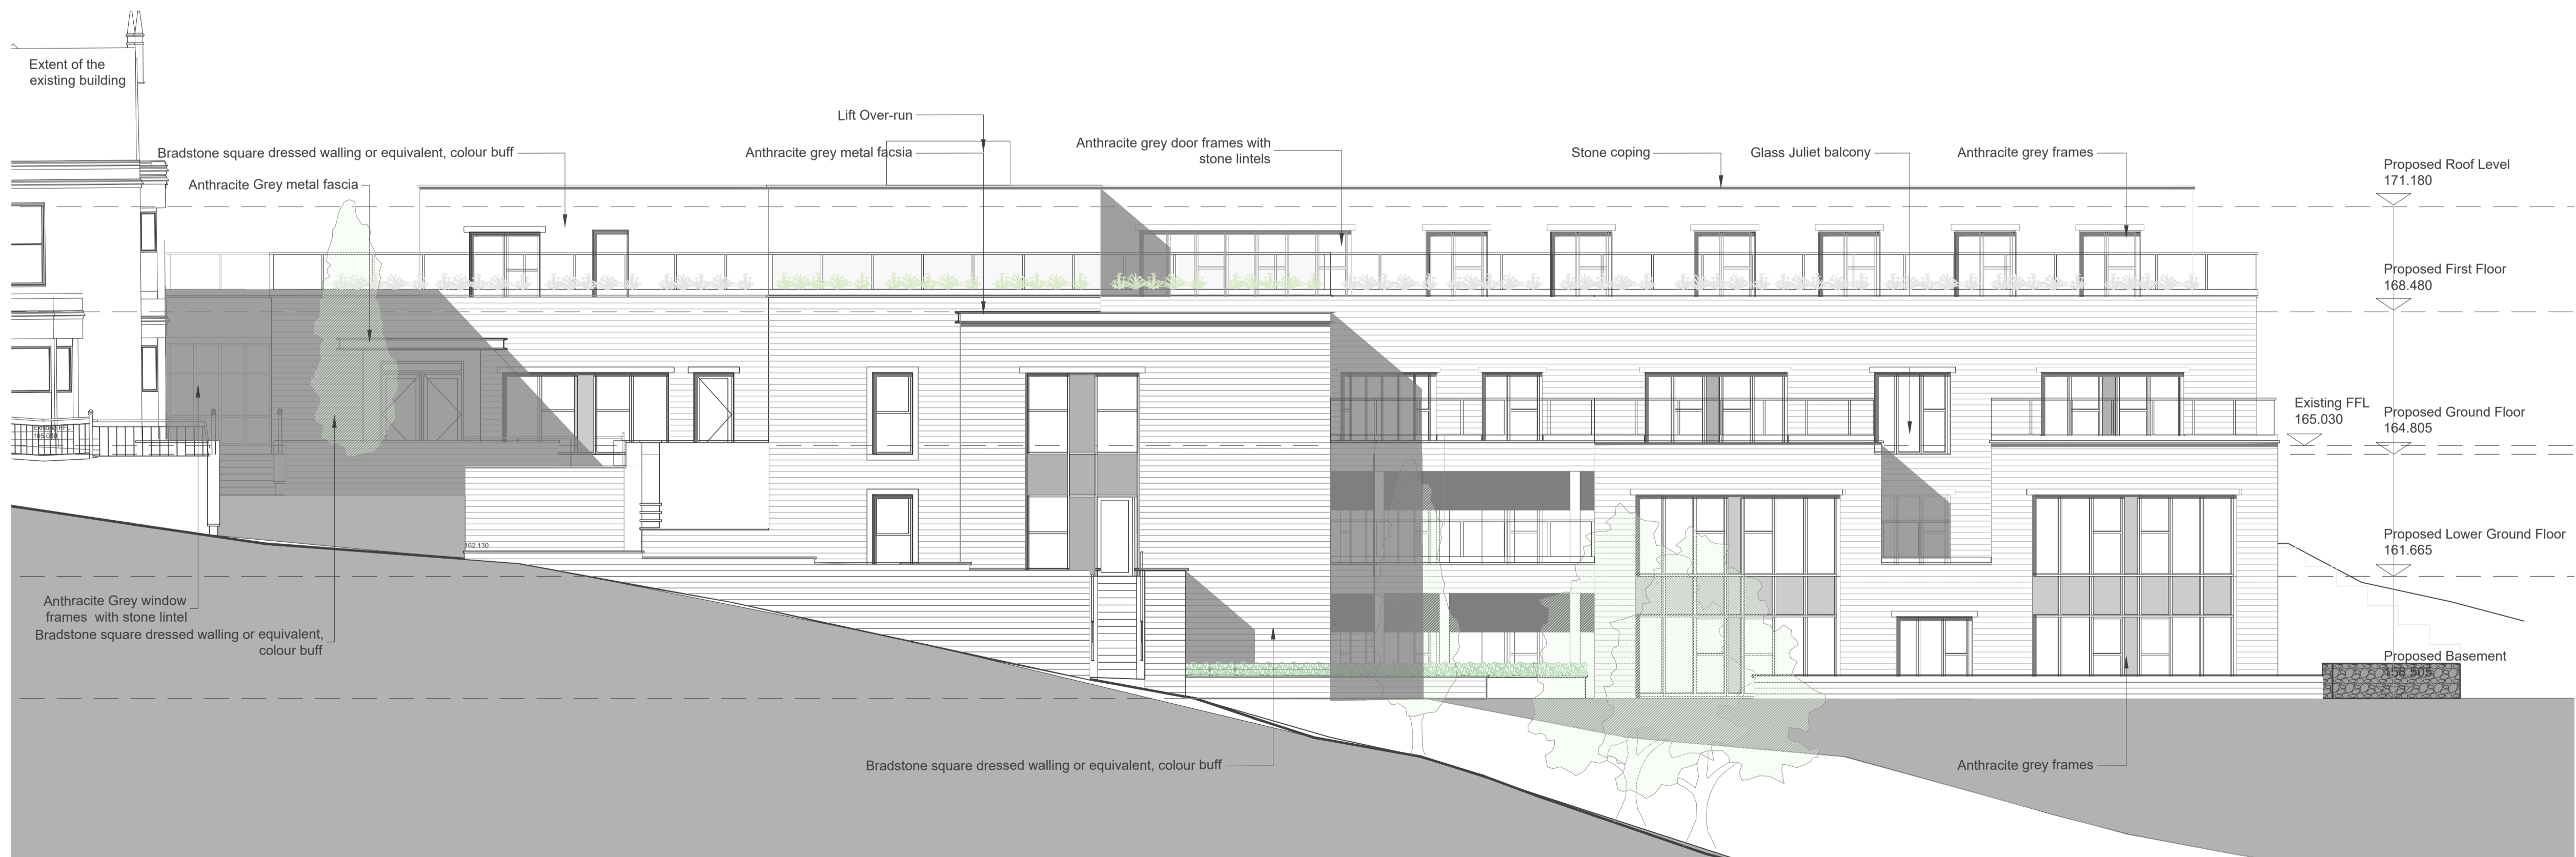 Extent of the
existing building
Lift Over-run
Bradstone square dressed walling or equivalent, colour buff
Anthracite grey metal facsia
Anthracite grey door frames with
stone lintels
Stone coping
Glass Juliet balcony
Anthracite grey frames
Anthracite Grey metal fascia
Proposed Roof Level
171.180
Proposed First Floor
168.480
Existing FFL
165.030
Proposed Ground Floor
164.805
Existing FFL
165.030
162.130
Proposed Lower Ground Floor
161.665
Anthracite Grey window
frames with stone lintel
Bradstone square dressed walling or equivalent,
colour buff
Proposed Basement
158.505
Bradstone square dressed walling or equivalent, colour buff
Anthracite grey frames